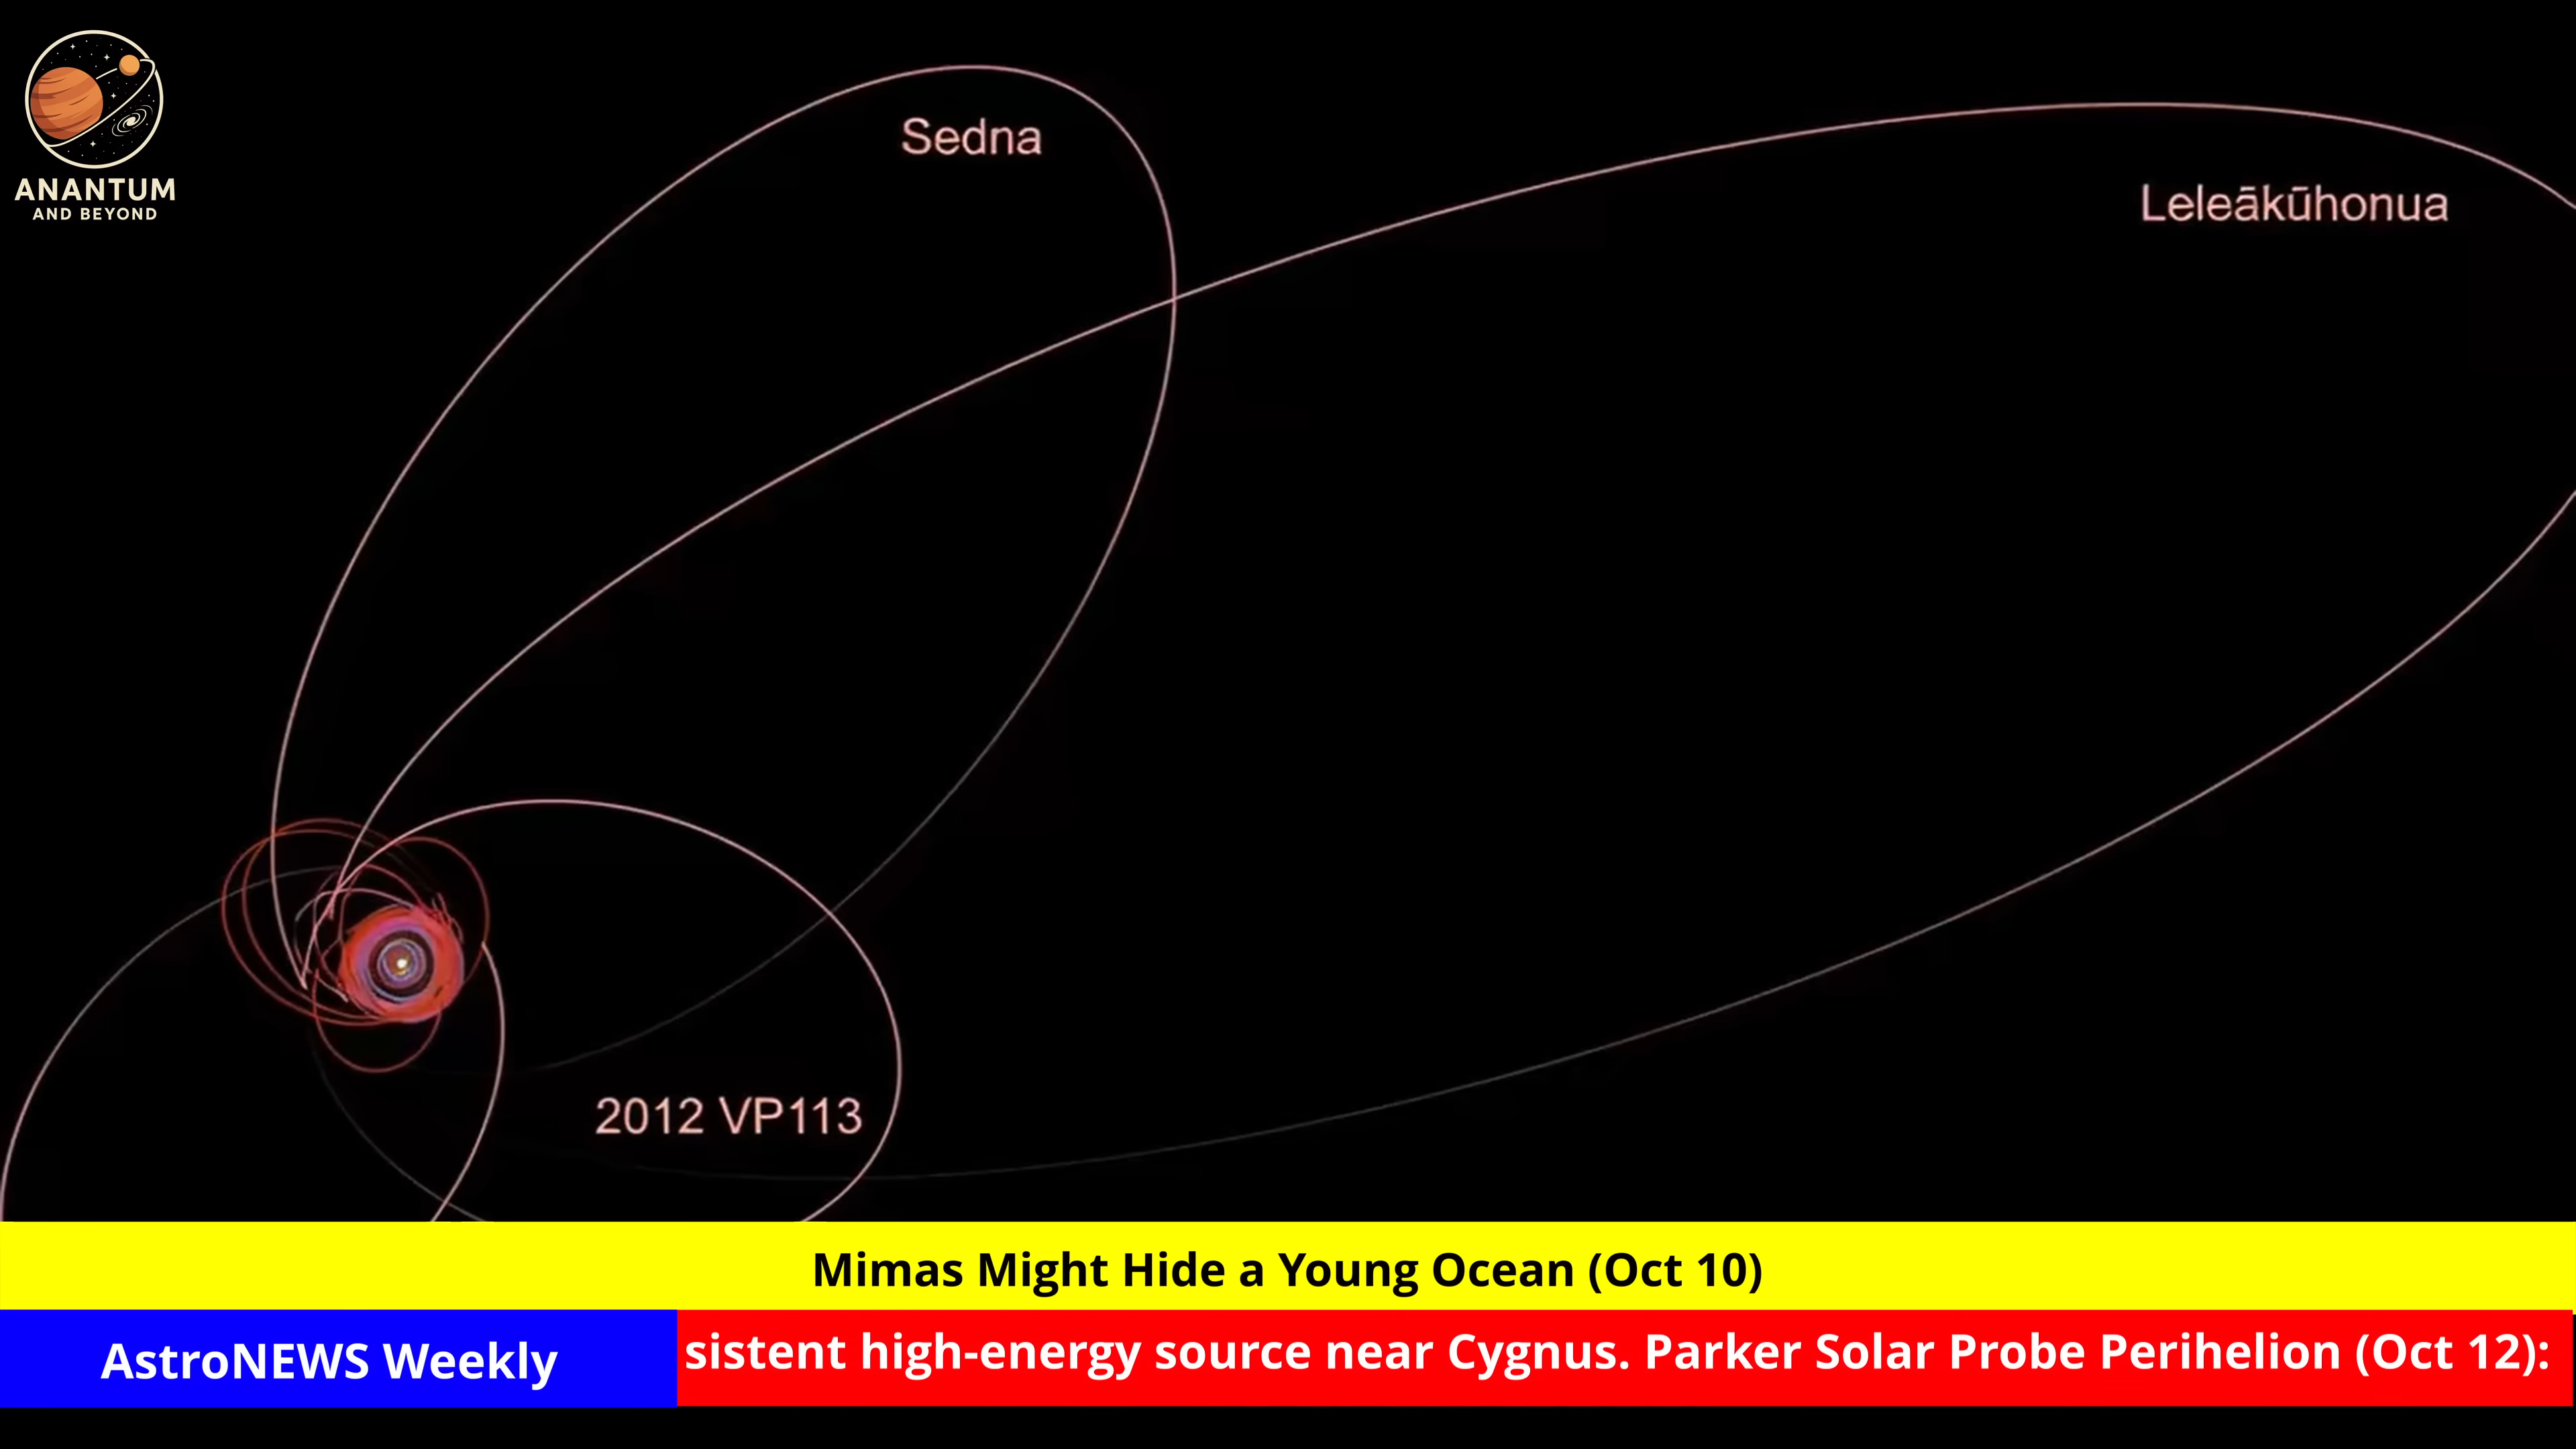 ANANTUM
AND BEYOND
Sedna
Leleākūhonua
2012 VP113
Mimas Might Hide a Young Ocean (Oct 10)
AstroNEWS Weekly
sistent high-energy source near Cygnus. Parker Solar Probe Perihelion (Oct 12):